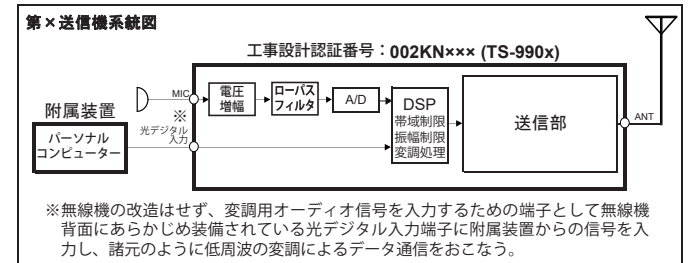 第×送信機系統図
工事設計認証番号：002KN××× (TS-990x)
MIC
電圧
増幅
ローパス
フィルタ
A/D
DSP
帯域制限
振幅制限
変調処理
送信部
ANT
附属装置
パーソナル
コンピューター
※
光デジタル
入力
※無線機の改造はせず、変調用オーディオ信号を入力するための端子として無線機
背面にあらかじめ装備されている光デジタル入力端子に附属装置からの信号を入
力し、諸元のように低周波の変調によるデータ通信をおこなう。